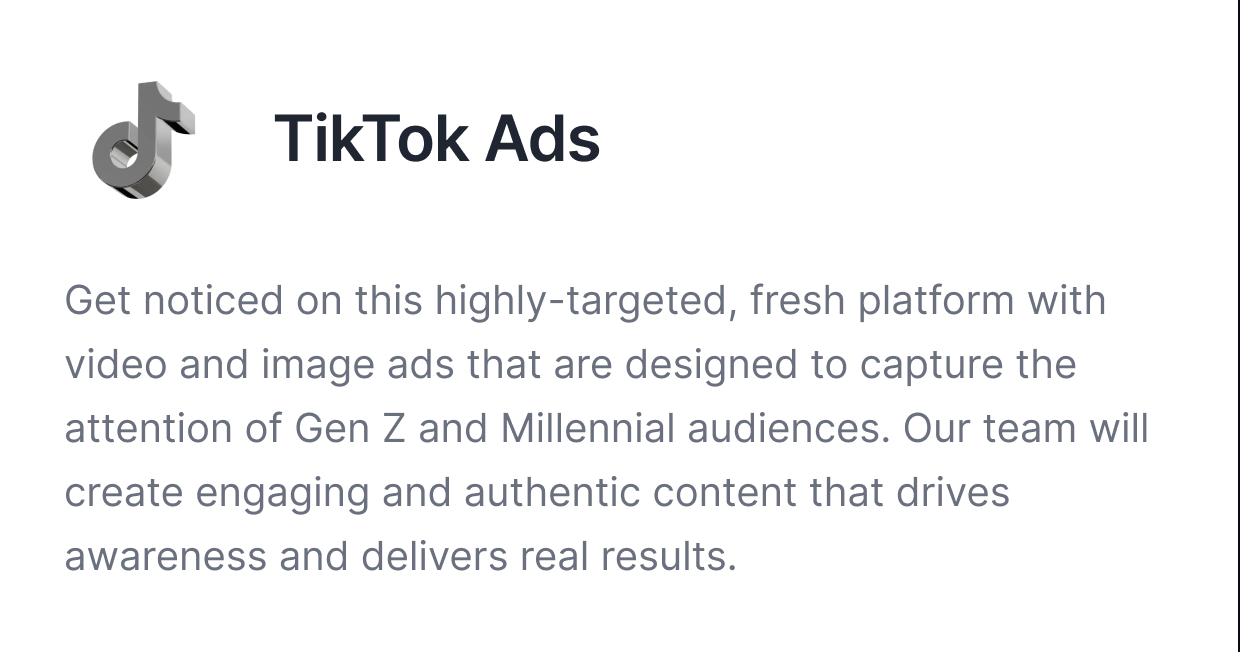 TikTok Ads
Get noticed on this highly-targeted, fresh platform with
video and image ads that are designed to capture the
attention of Gen Z and Millennial audiences. Our team will
create engaging and authentic content that drives
awareness and delivers real results.